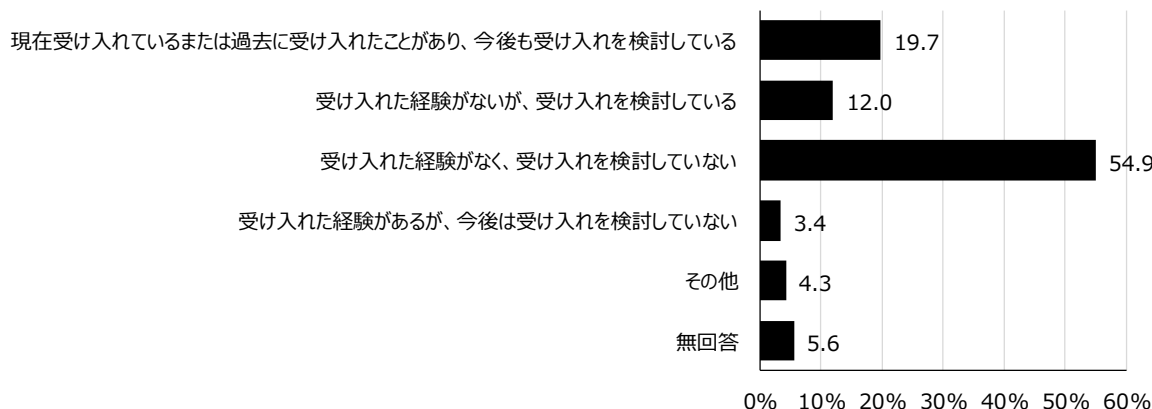 現在受け入れているまたは過去に受け入れたことがあり、今後も受け入れを検討している 19.7
受け入れた経験がないが、受け入れを検討している 12.0
受け入れた経験がなく、受け入れを検討していない 54.9
受け入れた経験があるが、今後は受け入れを検討していない 3.4
その他 4.3
無回答 5.6
0% 10% 20% 30% 40% 50% 60%